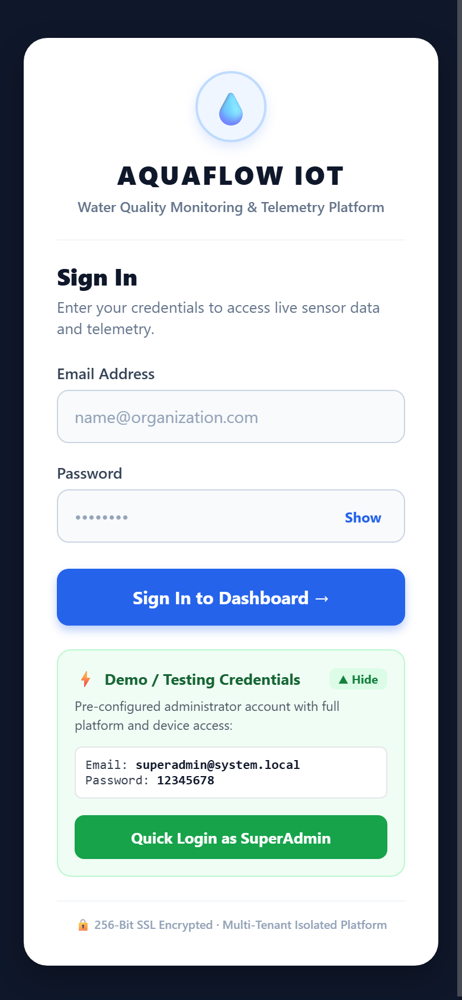 AQUAFLOW IOT
Water Quality Monitoring & Telemetry Platform
Sign In
Enter your credentials to access live sensor data
and telemetry.
Email Address
name@organization.com
Password
••••••••
Show
Sign In to Dashboard →
⚡ Demo / Testing Credentials
▲ Hide
Pre-configured administrator account with full
platform and device access:
Email: superadmin@system.local
Password: 12345678
Quick Login as SuperAdmin
🔒 256-Bit SSL Encrypted · Multi-Tenant Isolated Platform